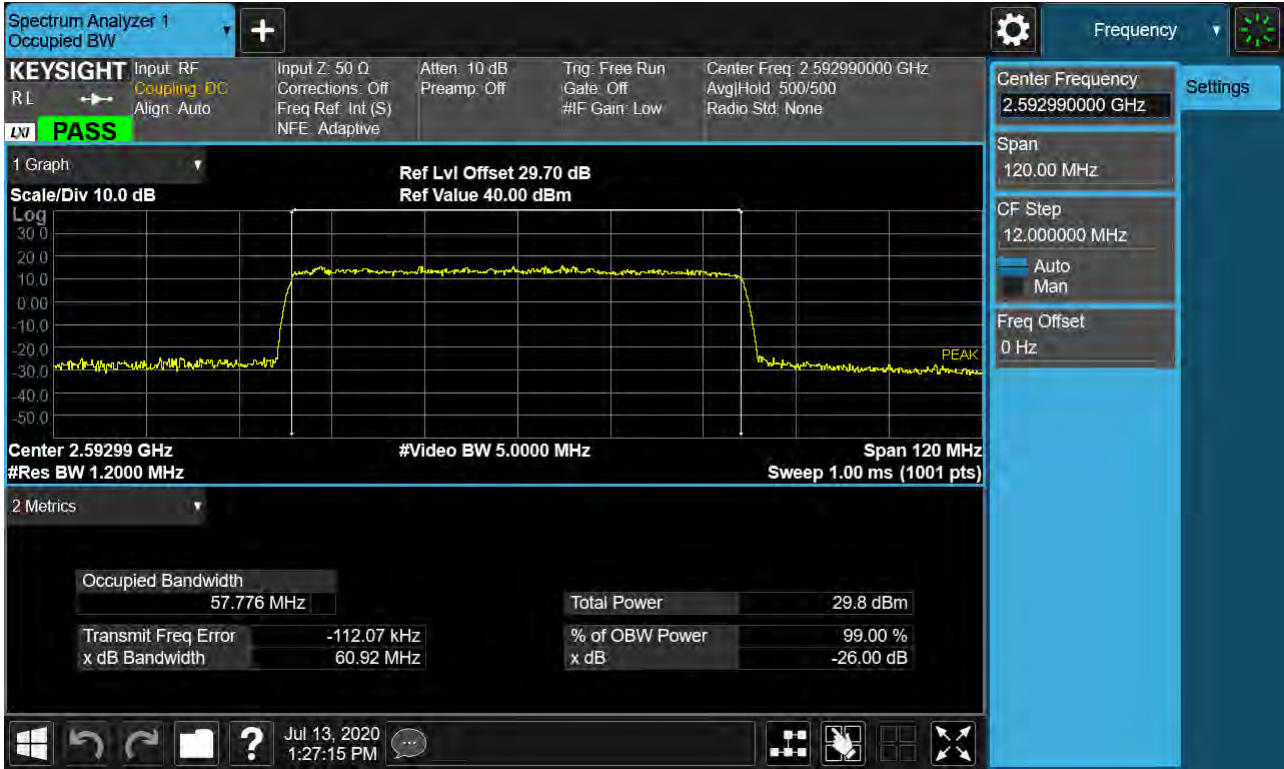 Spectrum Analyzer 1
Occupied BW
Frequency
KEYSIGHT
RL
LXI
PASS
Input: RF
Coupling: DC
Align: Auto
Input Z: 50 Ω
Corrections: Off
Freq Ref: Int (S)
NFE: Adaptive
Atten: 10 dB
Preamp: Off
Trig: Free Run
Gate: Off
#IF Gain: Low
Center Freq: 2.592990000 GHz
Avg|Hold: 500/500
Radio Std: None
Center Frequency
2.592990000 GHz
Settings
Span
120.00 MHz
CF Step
12.000000 MHz
Auto
Man
Freq Offset
0 Hz
1 Graph
Scale/Div 10.0 dB
Ref Lvl Offset 29.70 dB
Ref Value 40.00 dBm
Log
30.0
20.0
10.0
0.00
-10.0
-20.0
-30.0
-40.0
-50.0
PEAK
Center 2.59299 GHz
#Video BW 5.0000 MHz
Span 120 MHz
#Res BW 1.2000 MHz
Sweep 1.00 ms (1001 pts)
2 Metrics
Occupied Bandwidth
57.776 MHz
Total Power 29.8 dBm
Transmit Freq Error -112.07 kHz
% of OBW Power 99.00 %
x dB Bandwidth 60.92 MHz
x dB -26.00 dB
?
Jul 13, 2020
1:27:15 PM